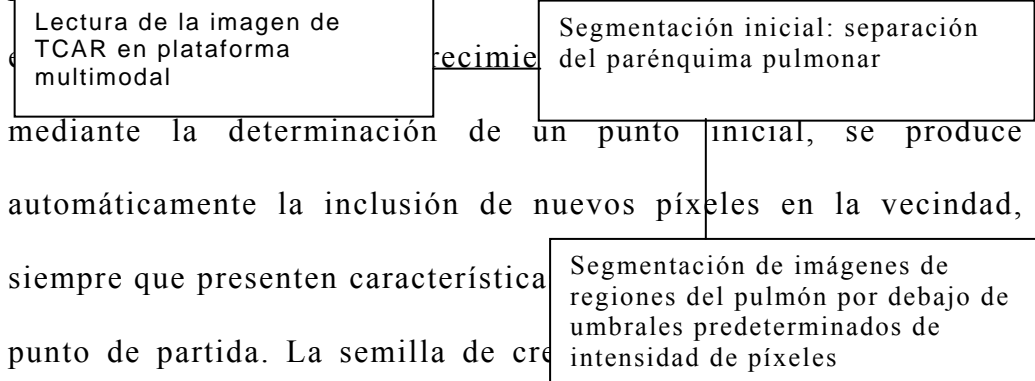 Lectura de la imagen de
TCAR en plataforma
multimodal
Segmentación inicial: separación
del parénquima pulmonar
mediante la determinación de un punto inicial, se produce
automáticamente la inclusión de nuevos píxeles en la vecindad,
siempre que presenten característica
punto de partida. La semilla de cre
Segmentación de imágenes de
regiones del pulmón por debajo de
umbrales predeterminados de
intensidad de píxeles